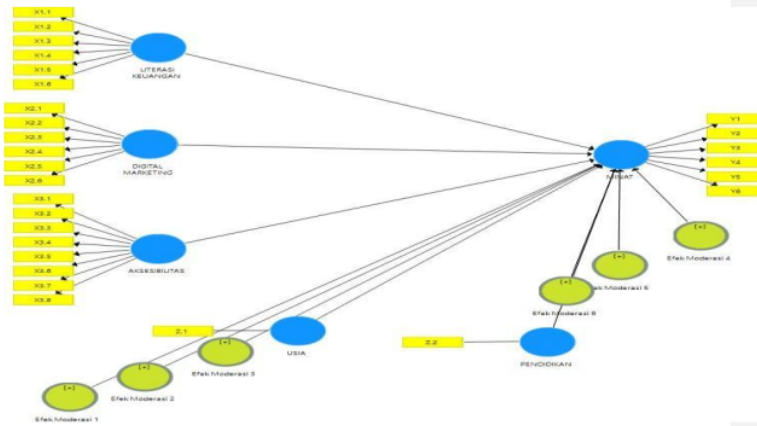 X1.1
X1.2
X1.3
X1.4
X1.5
X1.6
LITERASI
KEUANGAN
X2.1
X2.2
X2.3
X2.4
X2.5
X2.6
DIGITAL
MARKETING
X3.1
X3.2
X3.3
X3.4
X3.5
X3.6
X3.7
X3.8
AKSESIBILITAS
MINAT
Y1
Y2
Y3
Y4
Y5
Y6
[+]
Efek Moderasi 4
[+]
ek Moderasi 5
[+]
Efek Moderasi 6
Z.1
USIA
Z.2
PENDIDIKAN
[+]
Efek Moderasi 3
[+]
Efek Moderasi 2
[+]
Efek Moderasi 1